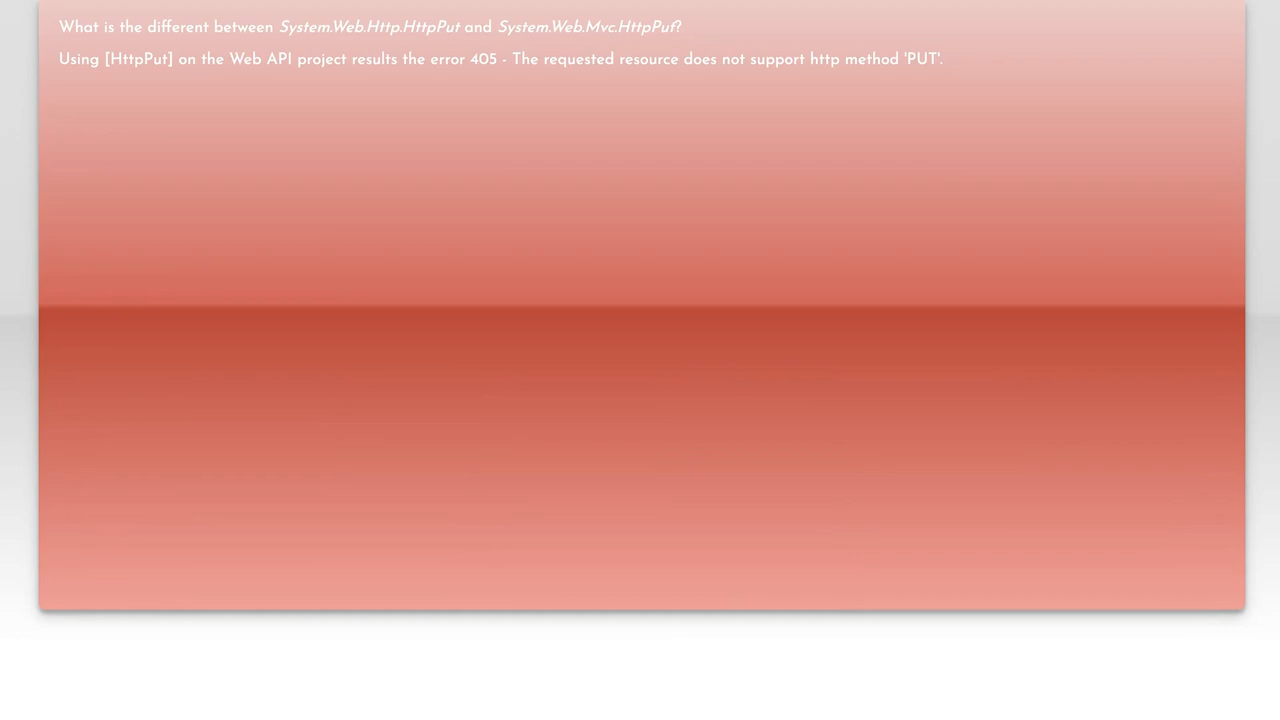 What is the different between System.Web.Http.HttpPut and System.Web.Mvc.HttpPut?
Using [HttpPut] on the Web API project results the error 405 - The requested resource does not support http method 'PUT'.